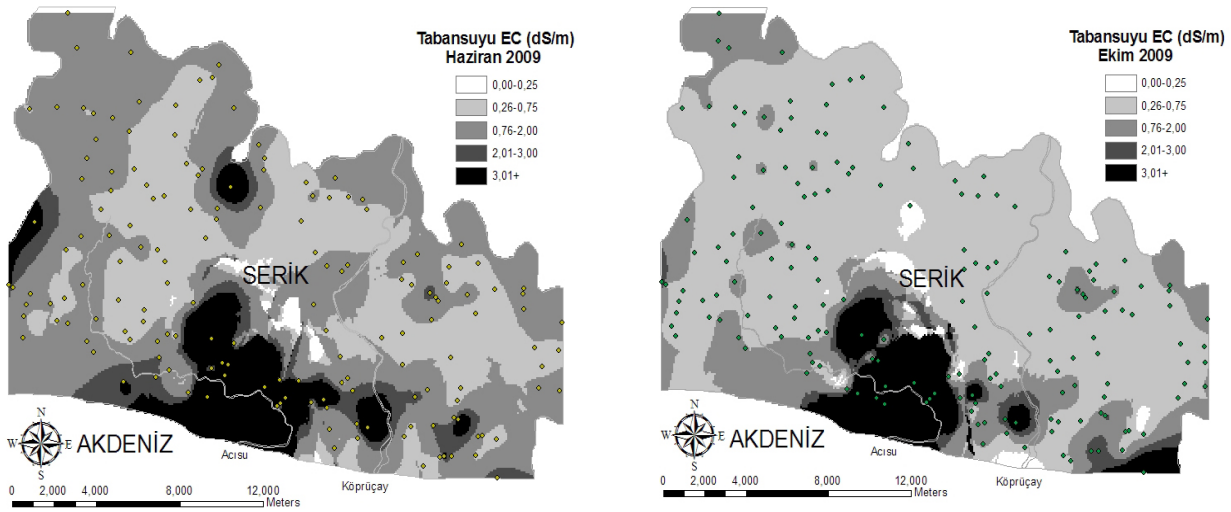 Tabansuyu EC (dS/m)
Haziran 2009
0,00-0,25
0,26-0,75
0,76-2,00
2,01-3,00
3,01+
SERİK
N
W E
S
AKDENİZ
Acısu
Köprüçay
0 2,000 4,000 8,000 12,000
Meters
Tabansuyu EC (dS/m)
Ekim 2009
0,00-0,25
0,26-0,75
0,76-2,00
2,01-3,00
3,01+
SERİK
N
W E
S
AKDENİZ
Acısu
Köprüçay
0 2,000 4,000 8,000 12,000
Meters